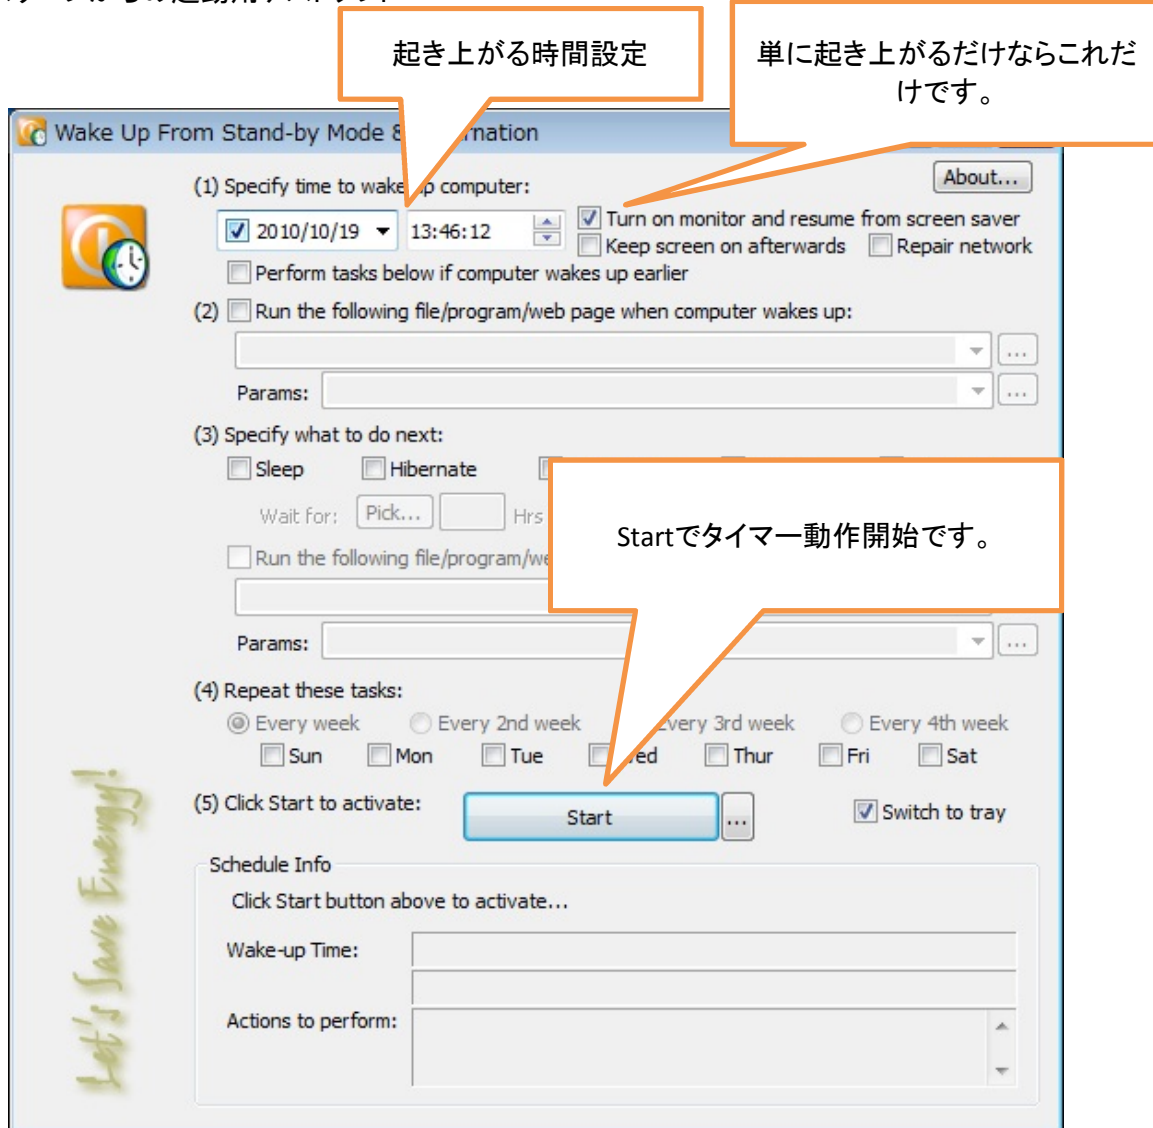 起き上がる時間設定
単に起き上がるだけならこれだ
けです。
Wake Up From Stand-by Mode &
About...
(1) Specify time to wake up computer:
2010/10/19 13:46:12
Turn on monitor and resume from screen saver
Keep screen on afterwards Repair network
Perform tasks below if computer wakes up earlier
(2) Run the following file/program/web page when computer wakes up:
...
Params: ...
(3) Specify what to do next:
Sleep Hibernate
Wait for: Pick... Hrs
Startでタイマー動作開始です。
Run the following file/program/we
Params: ...
(4) Repeat these tasks:
Every week Every 2nd week Every 3rd week Every 4th week
Sun Mon Tue Wed Thur Fri Sat
(5) Click Start to activate: Start ... Switch to tray
Schedule Info
Click Start button above to activate...
Wake-up Time:
Actions to perform:
Let's Save Energy!